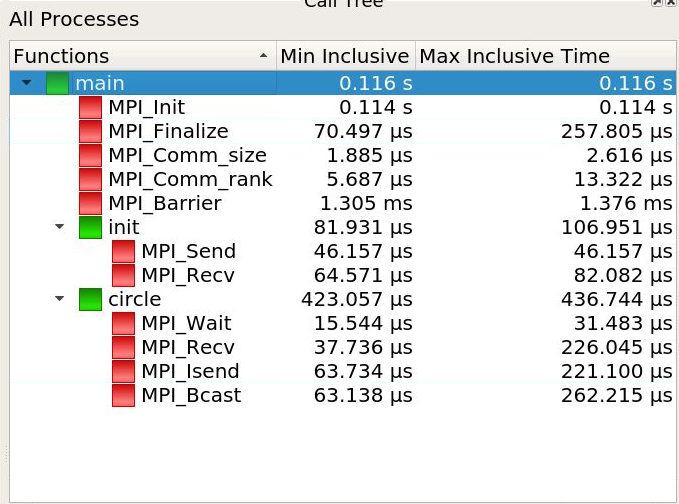 Call Tree
All Processes
Functions Min Inclusive Max Inclusive Time
main 0.116 s 0.116 s
MPI_Init 0.114 s 0.114 s
MPI_Finalize 70.497 µs 257.805 µs
MPI_Comm_size 1.885 µs 2.616 µs
MPI_Comm_rank 5.687 µs 13.322 µs
MPI_Barrier 1.305 ms 1.376 ms
init 81.931 µs 106.951 µs
MPI_Send 46.157 µs 46.157 µs
MPI_Recv 64.571 µs 82.082 µs
circle 423.057 µs 436.744 µs
MPI_Wait 15.544 µs 31.483 µs
MPI_Recv 37.736 µs 226.045 µs
MPI_Isend 63.734 µs 221.100 µs
MPI_Bcast 63.138 µs 262.215 µs